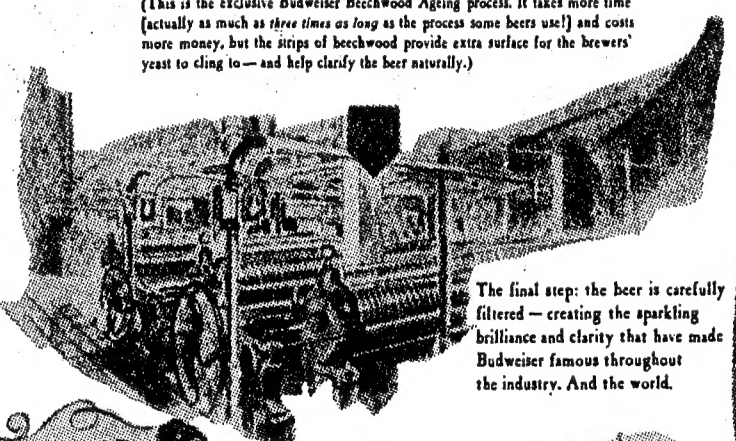 (This is the exclusive Budweiser Beechwood Ageing process. It takes more time
[actually as much as three times as long as the process some beers use!] and costs
more money, but the strips of beechwood provide extra surface for the brewers'
yeast to cling to — and help clarify the beer naturally.)
The final step: the beer is carefully
filtered — creating the sparkling
brilliance and clarity that have made
Budweiser famous throughout
the industry. And the world.